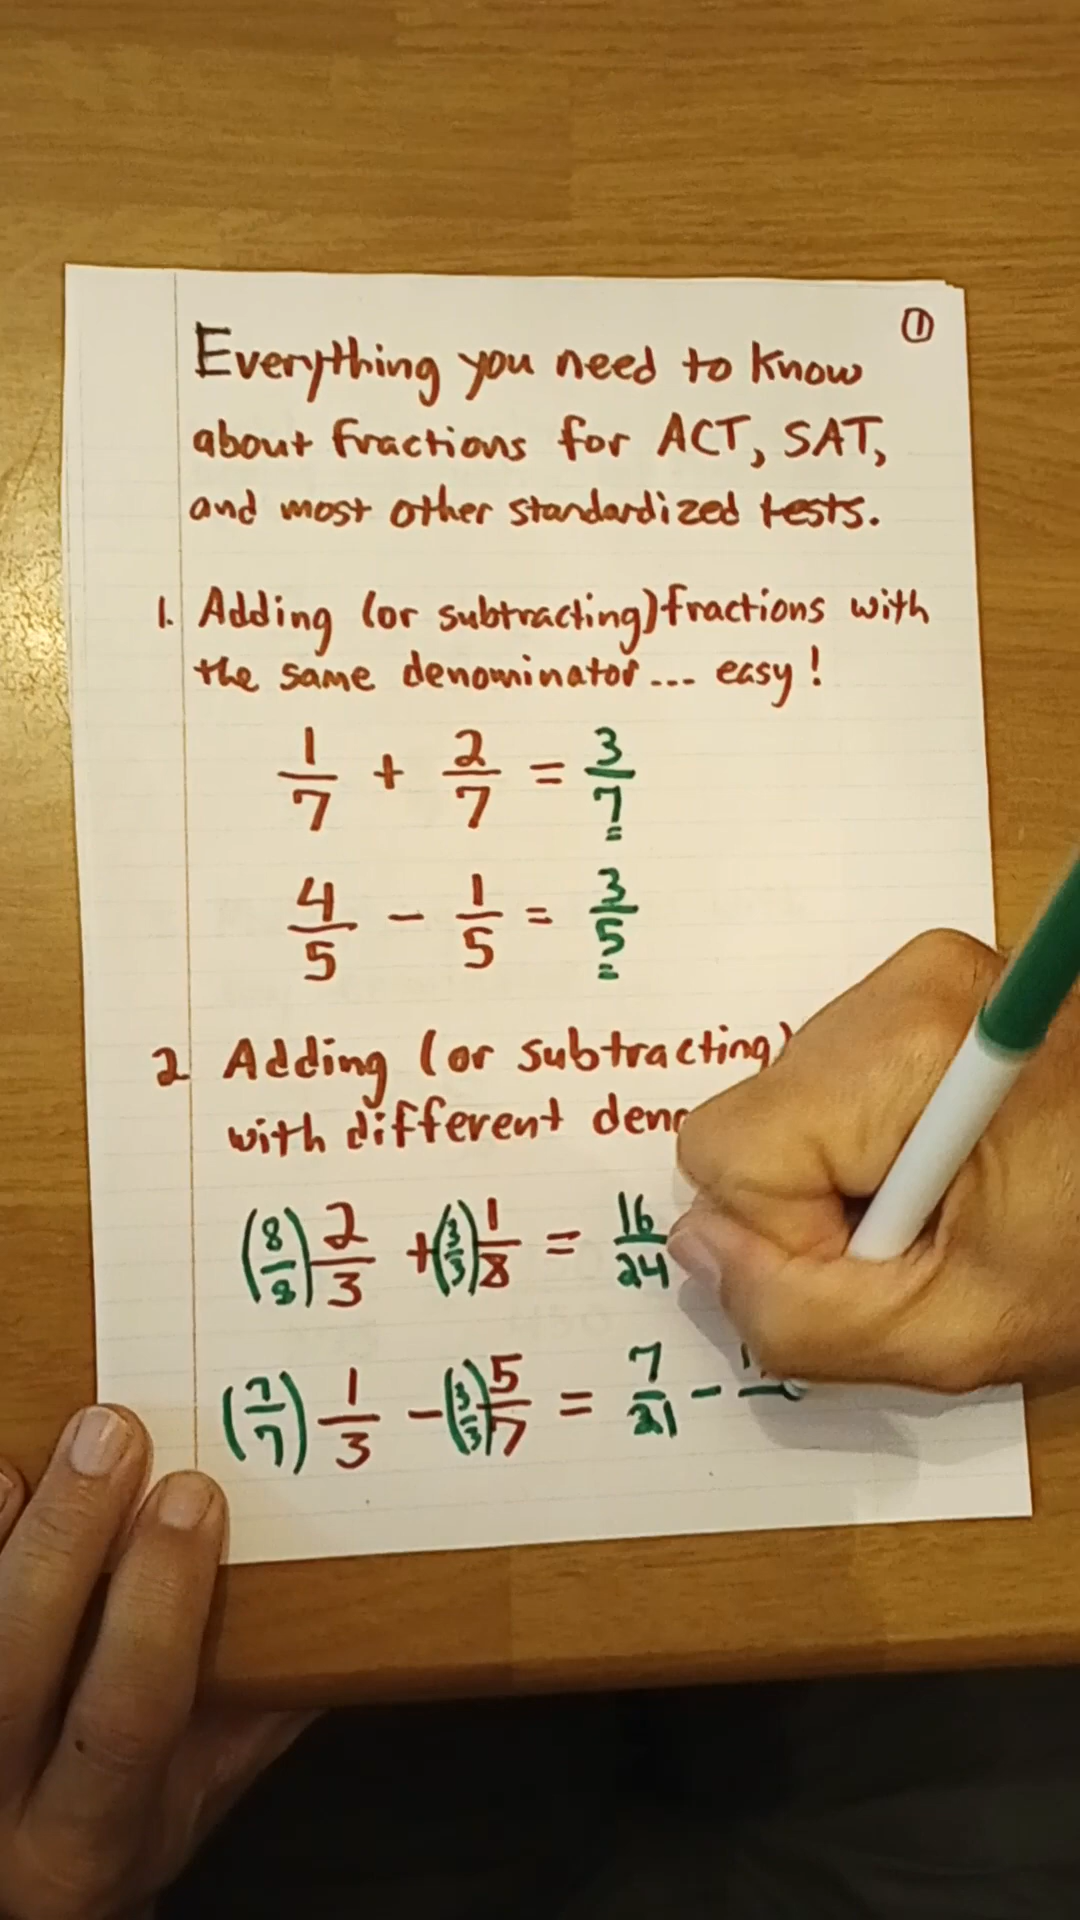 ①
Everything you need to know
about fractions for ACT, SAT,
and most other standardized tests.
1. Adding (or subtracting) fractions with
the same denominator... easy!
1/7 + 2/7 = 3/7
4/5 - 1/5 = 3/5
2 Adding (or subtracting)
with different
(8/8) 2/3 + (3/3) 1/8 = 16/24
(7/7) 1/3 - (3/3) 5/7 = 7/21 -